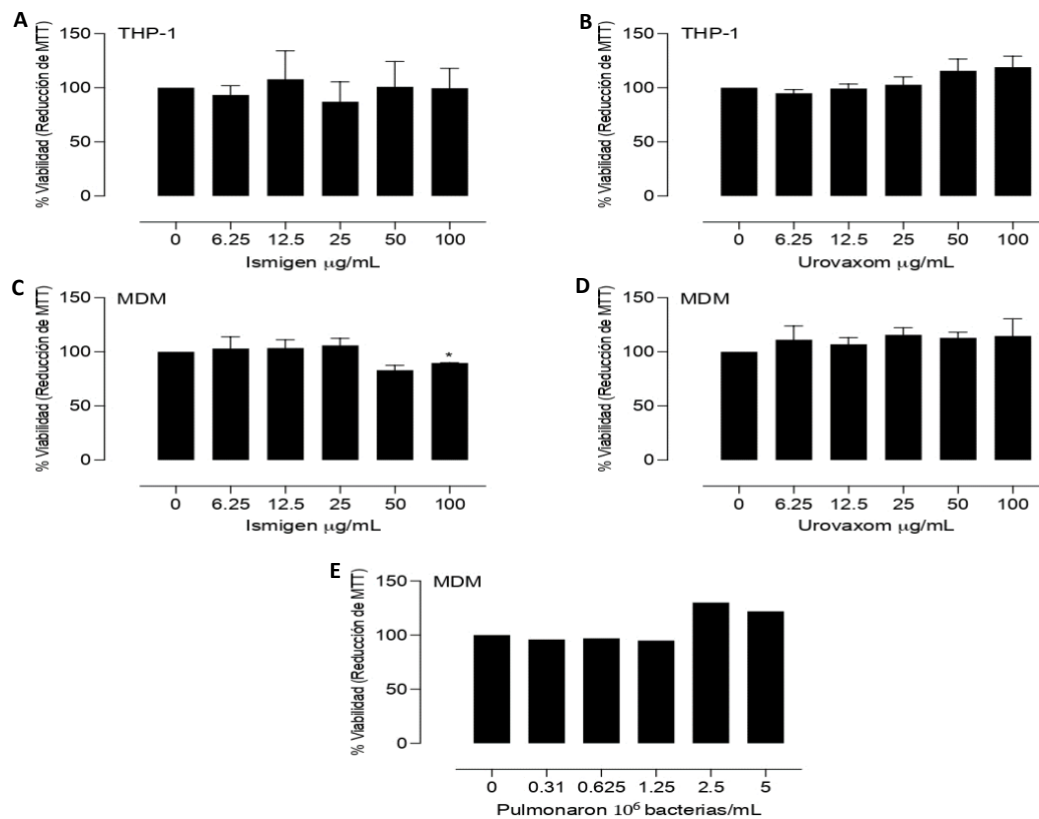 A
THP-1
% Viabilidad (Reducción de MTT)
150
100
50
0
0 6.25 12.5 25 50 100
Ismigen μg/mL
B
THP-1
% Viabilidad (Reducción de MTT)
150
100
50
0
0 6.25 12.5 25 50 100
Urovaxom μg/mL
C
MDM
% Viabilidad (Reducción de MTT)
150
100
50
0
*
0 6.25 12.5 25 50 100
Ismigen μg/mL
D
MDM
% Viabilidad (Reducción de MTT)
150
100
50
0
0 6.25 12.5 25 50 100
Urovaxom μg/mL
E
MDM
% Viabilidad (Reducción de MTT)
150
100
50
0
0 0.31 0.625 1.25 2.5 5
Pulmonaron 10⁶ bacterias/mL